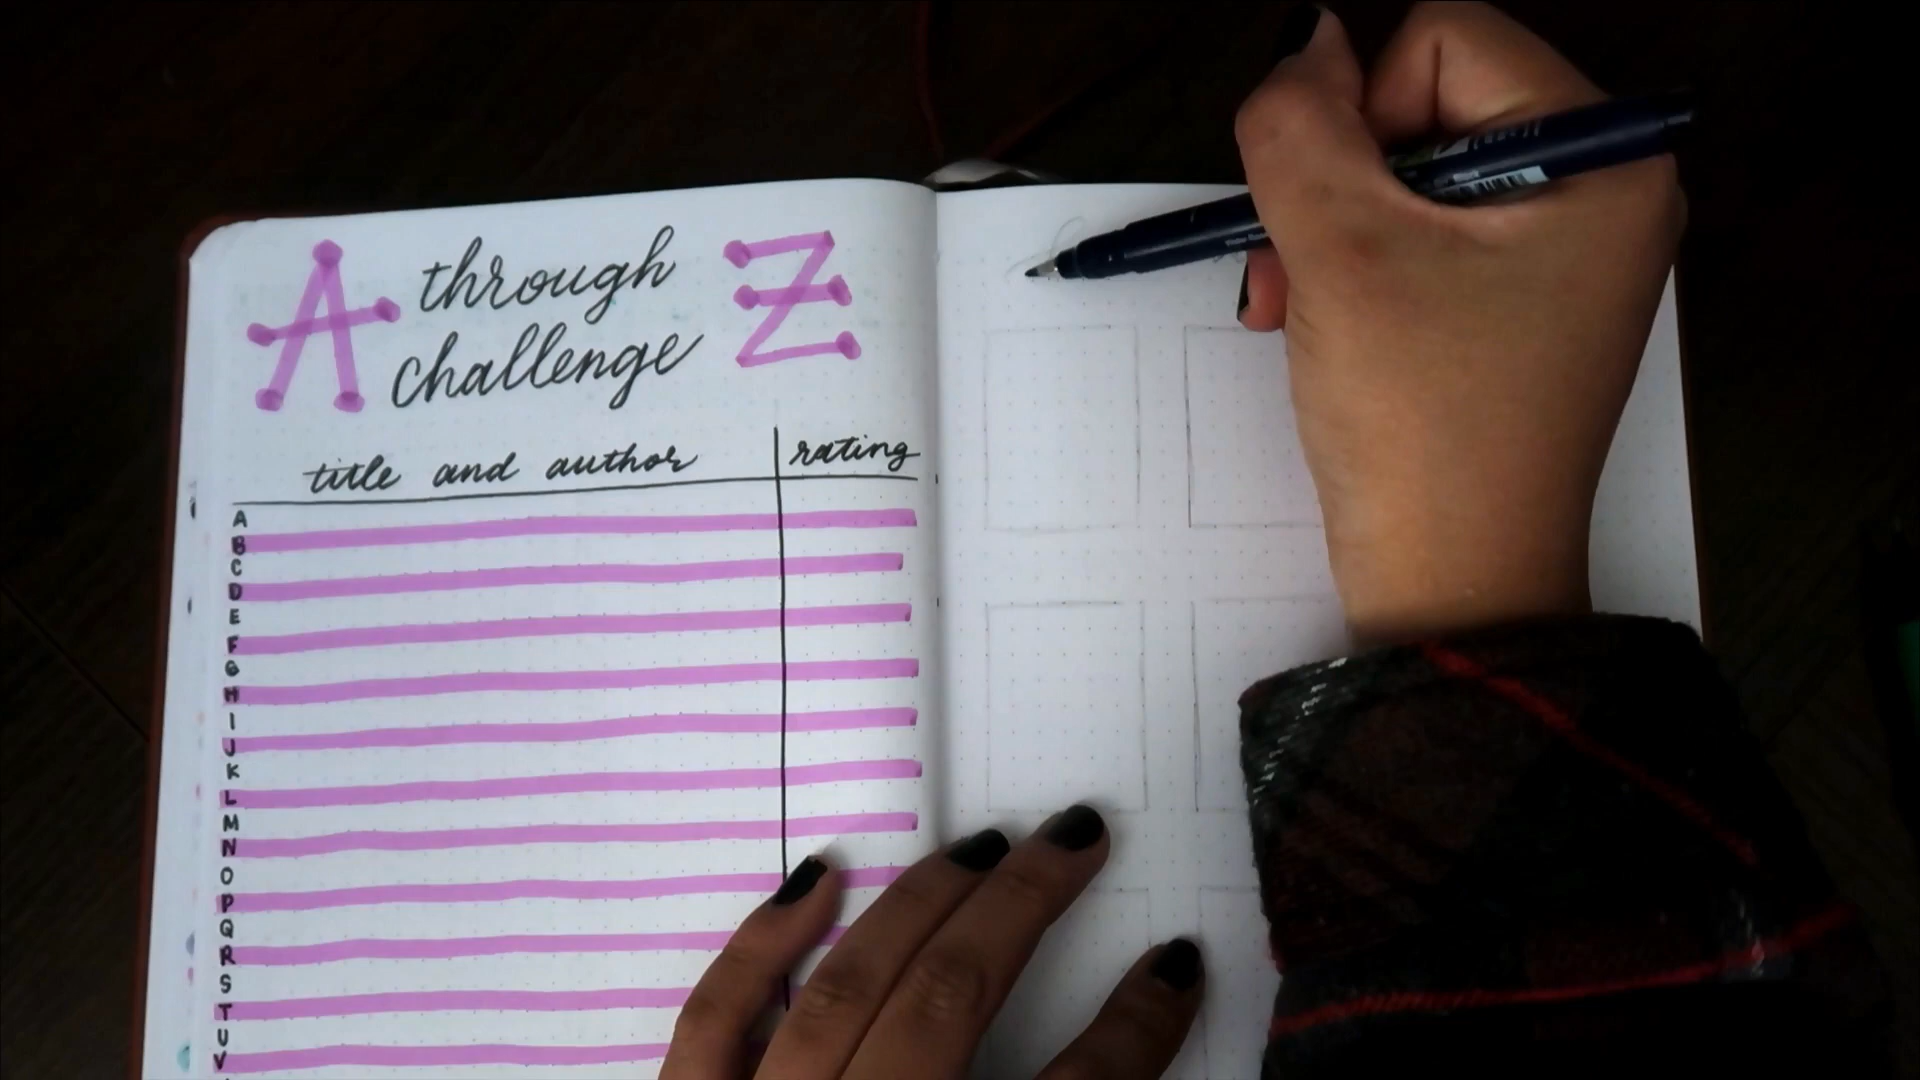 A through Z
challenge
title and author rating
A
B
C
D
E
F
G
H
I
J
K
L
M
N
O
P
Q
R
S
T
U
V